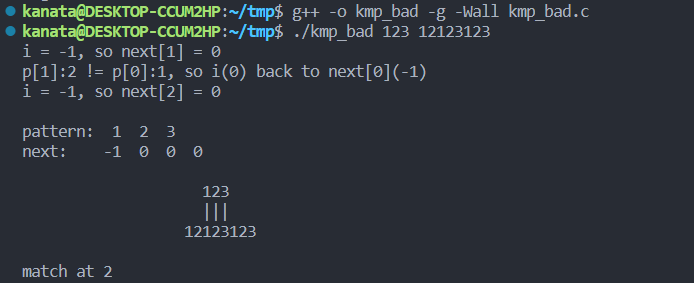 kanata@DESKTOP-CCUM2HP:~/tmp$ g++ -o kmp_bad -g -Wall kmp_bad.c
kanata@DESKTOP-CCUM2HP:~/tmp$ ./kmp_bad 123 12123123
i = -1, so next[1] = 0
p[1]:2 != p[0]:1, so i(0) back to next[0](-1)
i = -1, so next[2] = 0
pattern:  1  2  3
next:    -1  0  0  0
123
|||
12123123
match at 2